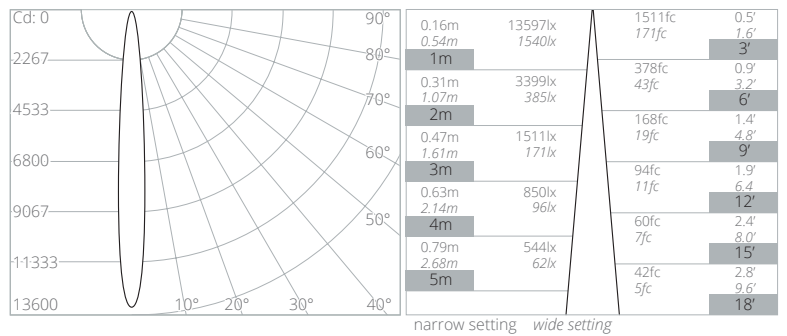 Cd: 0
2267
4533
6800
9067
11333
13600
90°
80°
70°
60°
50°
10° 20° 30° 40°
0.16m 13597lx
0.54m 1540lx
1m
0.31m 3399lx
1.07m 385lx
2m
0.47m 1511lx
1.61m 171lx
3m
0.63m 850lx
2.14m 96lx
4m
0.79m 544lx
2.68m 62lx
5m
1511fc 0.5'
171fc 1.6'
3'
378fc 0.9'
43fc 3.2'
6'
168fc 1.4'
19fc 4.8'
9'
94fc 1.9'
11fc 6.4
12'
60fc 2.4'
7fc 8.0'
15'
42fc 2.8'
5fc 9.6'
18'
narrow setting wide setting